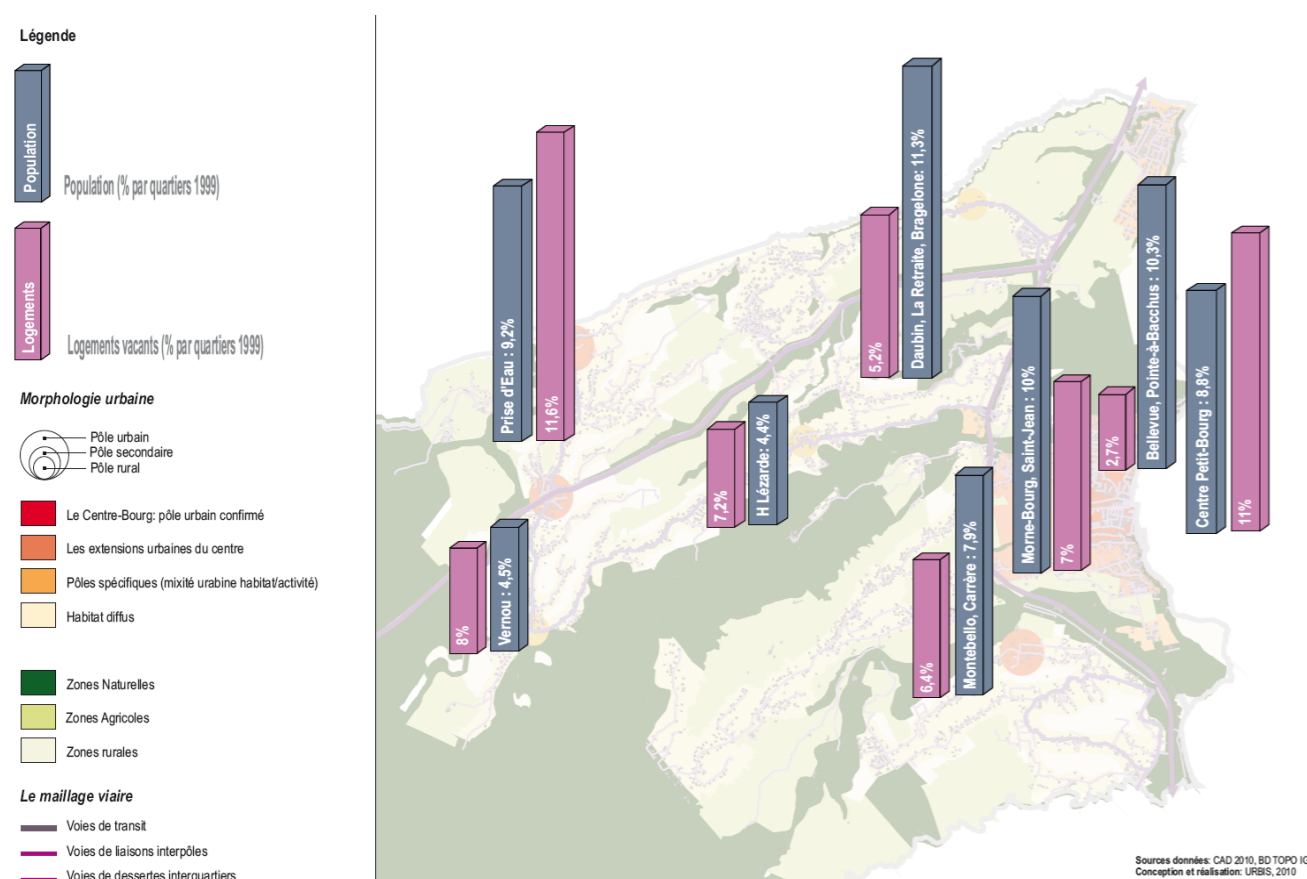 Légende
Population
Population (% par quartiers 1999)
Logements
Logements vacants (% par quartiers 1999)
Morphologie urbaine
Pôle urbain
Pôle secondaire
Pôle rural
Le Centre-Bourg: pôle urbain confirmé
Les extensions urbaines du centre
Pôles spécifiques (mixité urabine habitat/activité)
Habitat diffus
Zones Naturelles
Zones Agricoles
Zones rurales
Le maillage viaire
Voies de transit
Voies de liaisons interpôles
Voies de dessertes interquartiers
Prise d'Eau : 9,2%
11,6%
5,2%
Daubin, La Retraite, Bragelone: 11,3%
Bellevue, Pointe-à-Bacchus : 10,3%
2,7%
Centre Petit-Bourg : 8,8%
11%
Morne-Bourg, Saint-Jean : 10%
7%
7,2%
H Lézarde: 4,4%
8%
Vernou : 4,5%
6,4%
Montebello, Carrère : 7,9%
Sources données: CAD 2010, BD TOPO IG
Conception et réalisation: URBIS, 2010